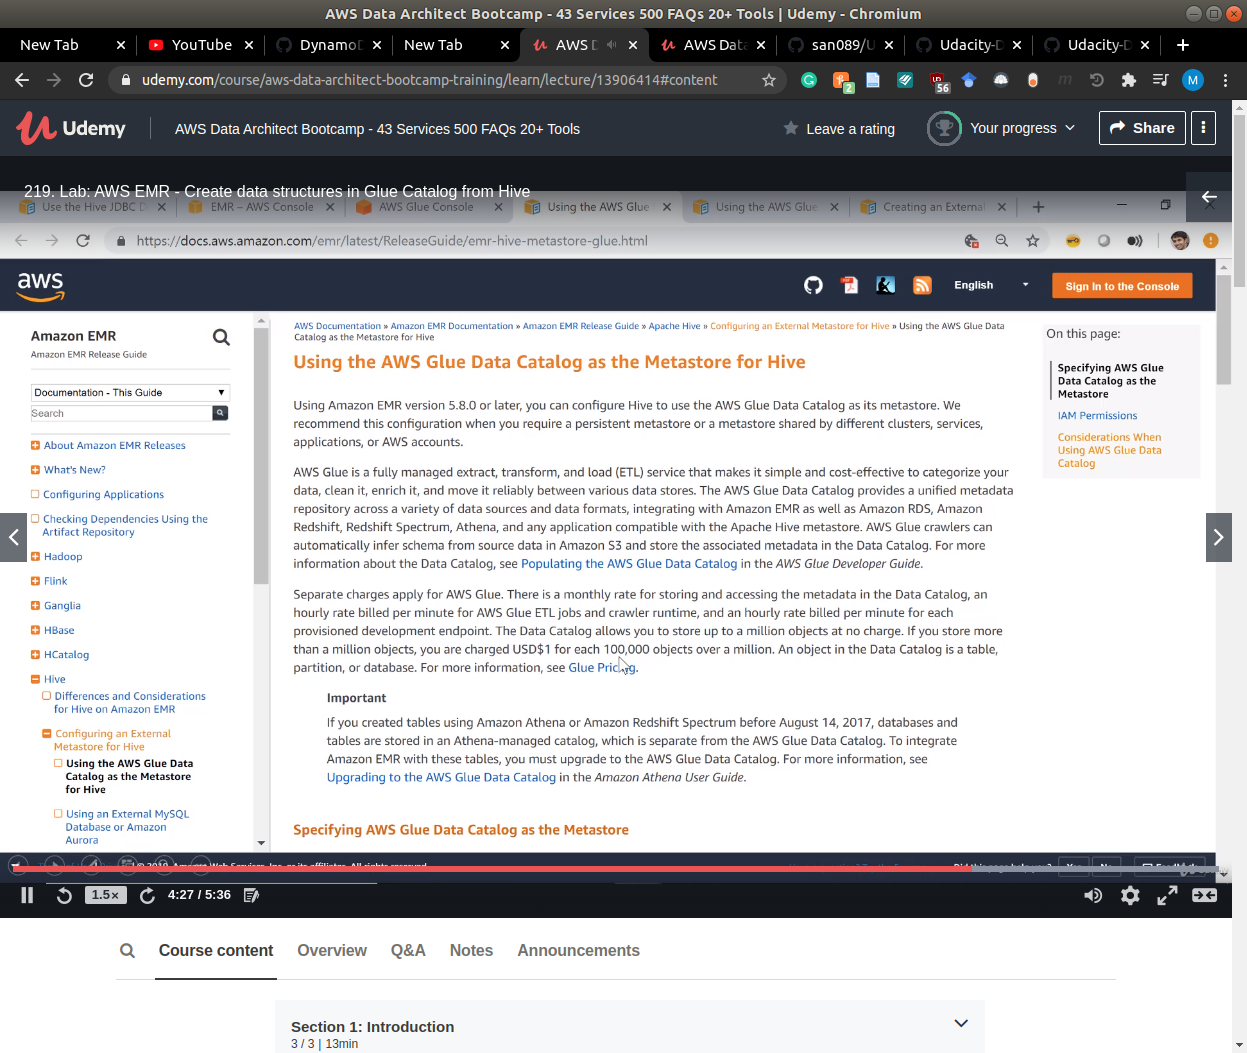 AWS Data Architect Bootcamp - 43 Services 500 FAQs 20+ Tools | Udemy - Chromium
New Tab
YouTube
New Tab
AWS
AWS Data
san089/U
Udacity-D
Udacity-D
udemy.com/course/aws-data-architect-bootcamp-training/learn/lecture/13906414#content
2
56
M
Udemy
AWS Data Architect Bootcamp - 43 Services 500 FAQs 20+ Tools
Leave a rating
Your progress
Share
219. Lab: AWS EMR - Create data structures in Glue Catalog from Hive
Use the Hive JDBC D
EMR – AWS Console
AWS Glue Console
Using the AWS Glue
Using the AWS Glue
Creating an External
https://docs.aws.amazon.com/emr/latest/ReleaseGuide/emr-hive-metastore-glue.html
aws
English
Sign In to the Console
Amazon EMR
Amazon EMR Release Guide
Documentation - This Guide
Search
About Amazon EMR Releases
What's New?
Configuring Applications
Checking Dependencies Using the
Artifact Repository
Hadoop
Flink
Ganglia
HBase
HCatalog
Hive
Differences and Considerations
for Hive on Amazon EMR
Configuring an External
Metastore for Hive
Using the AWS Glue Data
Catalog as the Metastore
for Hive
Using an External MySQL
Database or Amazon
Aurora
AWS Documentation » Amazon EMR Documentation » Amazon EMR Release Guide » Apache Hive » Configuring an External Metastore for Hive » Using the AWS Glue Data
Catalog as the Metastore for Hive
Using the AWS Glue Data Catalog as the Metastore for Hive
Using Amazon EMR version 5.8.0 or later, you can configure Hive to use the AWS Glue Data Catalog as its metastore. We
recommend this configuration when you require a persistent metastore or a metastore shared by different clusters, services,
applications, or AWS accounts.
AWS Glue is a fully managed extract, transform, and load (ETL) service that makes it simple and cost-effective to categorize your
data, clean it, enrich it, and move it reliably between various data stores. The AWS Glue Data Catalog provides a unified metadata
repository across a variety of data sources and data formats, integrating with Amazon EMR as well as Amazon RDS, Amazon
Redshift, Redshift Spectrum, Athena, and any application compatible with the Apache Hive metastore. AWS Glue crawlers can
automatically infer schema from source data in Amazon S3 and store the associated metadata in the Data Catalog. For more
information about the Data Catalog, see Populating the AWS Glue Data Catalog in the AWS Glue Developer Guide.
Separate charges apply for AWS Glue. There is a monthly rate for storing and accessing the metadata in the Data Catalog, an
hourly rate billed per minute for AWS Glue ETL jobs and crawler runtime, and an hourly rate billed per minute for each
provisioned development endpoint. The Data Catalog allows you to store up to a million objects at no charge. If you store more
than a million objects, you are charged USD$1 for each 100,000 objects over a million. An object in the Data Catalog is a table,
partition, or database. For more information, see Glue Pricing.
Important
If you created tables using Amazon Athena or Amazon Redshift Spectrum before August 14, 2017, databases and
tables are stored in an Athena-managed catalog, which is separate from the AWS Glue Data Catalog. To integrate
Amazon EMR with these tables, you must upgrade to the AWS Glue Data Catalog. For more information, see
Upgrading to the AWS Glue Data Catalog in the Amazon Athena User Guide.
Specifying AWS Glue Data Catalog as the Metastore
On this page:
Specifying AWS Glue
Data Catalog as the
Metastore
IAM Permissions
Considerations When
Using AWS Glue Data
Catalog
1.5×
4:27 / 5:36
Course content
Overview
Q&A
Notes
Announcements
Section 1: Introduction
3 / 3 | 13min